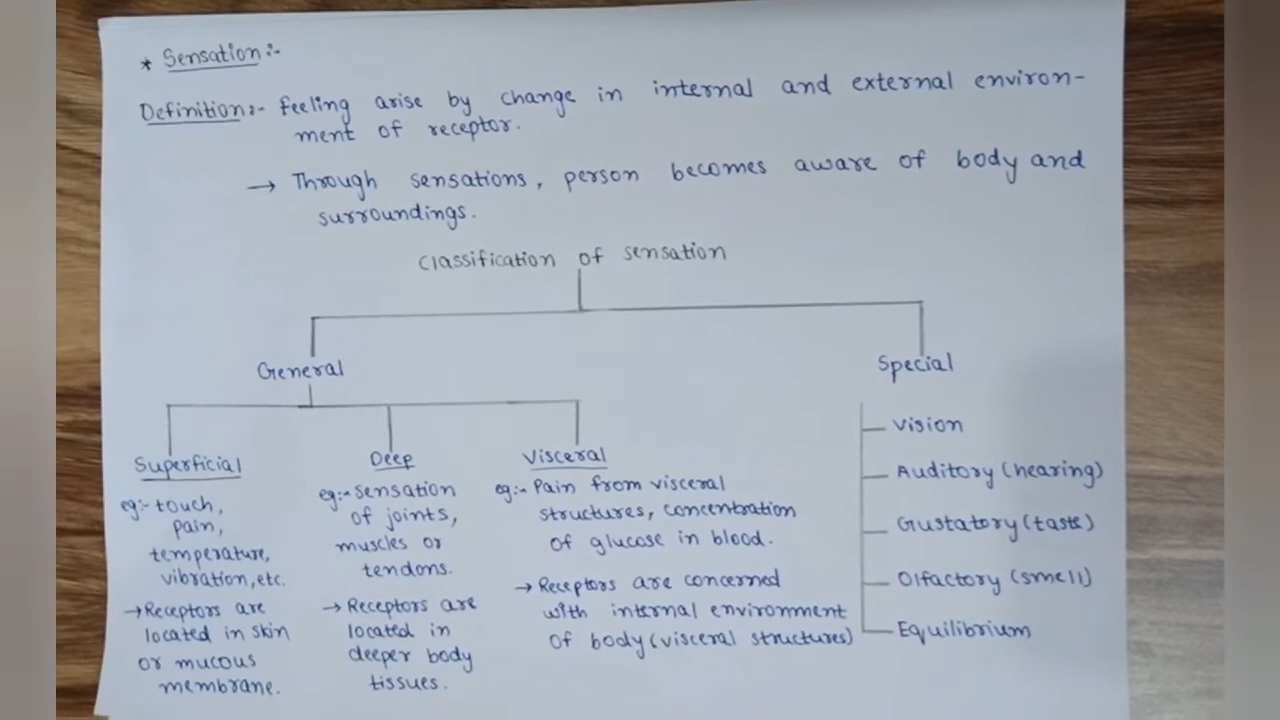 * Sensation:-
Definition:- feeling arise by change in internal and external environ-
ment of receptor.
→ Through sensations, person becomes aware of body and
surroundings.
Classification of sensation
General
Special
Superficial
eg:- touch,
pain,
temperature,
vibration, etc.
→ Receptors are
located in skin
or mucous
membrane.
Deep
eg:- sensation
of joints,
muscles or
tendons.
→ Receptors are
located in
deeper body
tissues.
Visceral
eg:- Pain from visceral
structures, concentration
of glucose in blood.
→ Receptors are concerned
with internal environment
of body (visceral structures)
Vision
Auditory (hearing)
Gustatory (taste)
Olfactory (smell)
Equilibrium